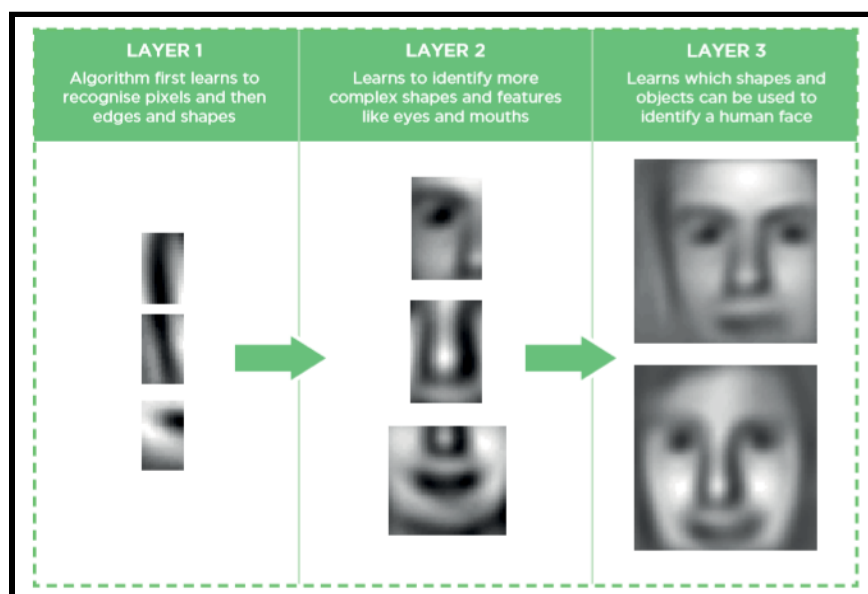 LAYER 1
Algorithm first learns to
recognise pixels and then
edges and shapes
LAYER 2
Learns to identify more
complex shapes and features
like eyes and mouths
LAYER 3
Learns which shapes and
objects can be used to
identify a human face